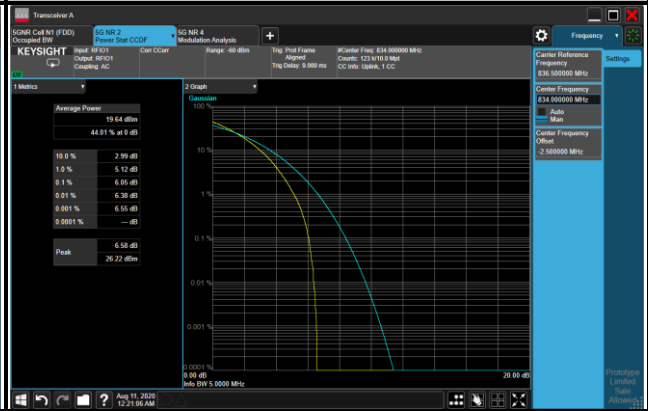 Transceiver A
5GNR Cell N1 (FDD)
Occupied BW
5G NR 2
Power Stat CCDF
5G NR 4
Modulation Analysis
Frequency
KEYSIGHT
Input: RFIO1
Output: RFIO1
Coupling: AC
Corr CCorr
Range: -60 dBm
Trig: Prot Frame
Aligned
Trig Delay: 9.000 ms
#Center Freq: 834.000000 MHz
Counts: 123 k/10.0 Mpt
CC Info: Uplink, 1 CC
LV
Carrier Reference
Frequency
836.500000 MHz
Settings
Center Frequency
834.000000 MHz
Auto
Man
Center Frequency
Offset
-2.500000 MHz
1 Metrics
Average Power
19.64 dBm
44.01 % at 0 dB
10.0 % 2.99 dB
1.0 % 5.12 dB
0.1 % 6.05 dB
0.01 % 6.38 dB
0.001 % 6.55 dB
0.0001 % --- dB
Peak
6.58 dB
26.22 dBm
2 Graph
Gaussian
100 %
10 %
1 %
0.1 %
0.01 %
0.001 %
0.0001 %
0.00 dB
20.00 dB
Info BW 5.0000 MHz
Aug 11, 2020
12:21:06 AM
Prototype
Limited
Sale
Allowed